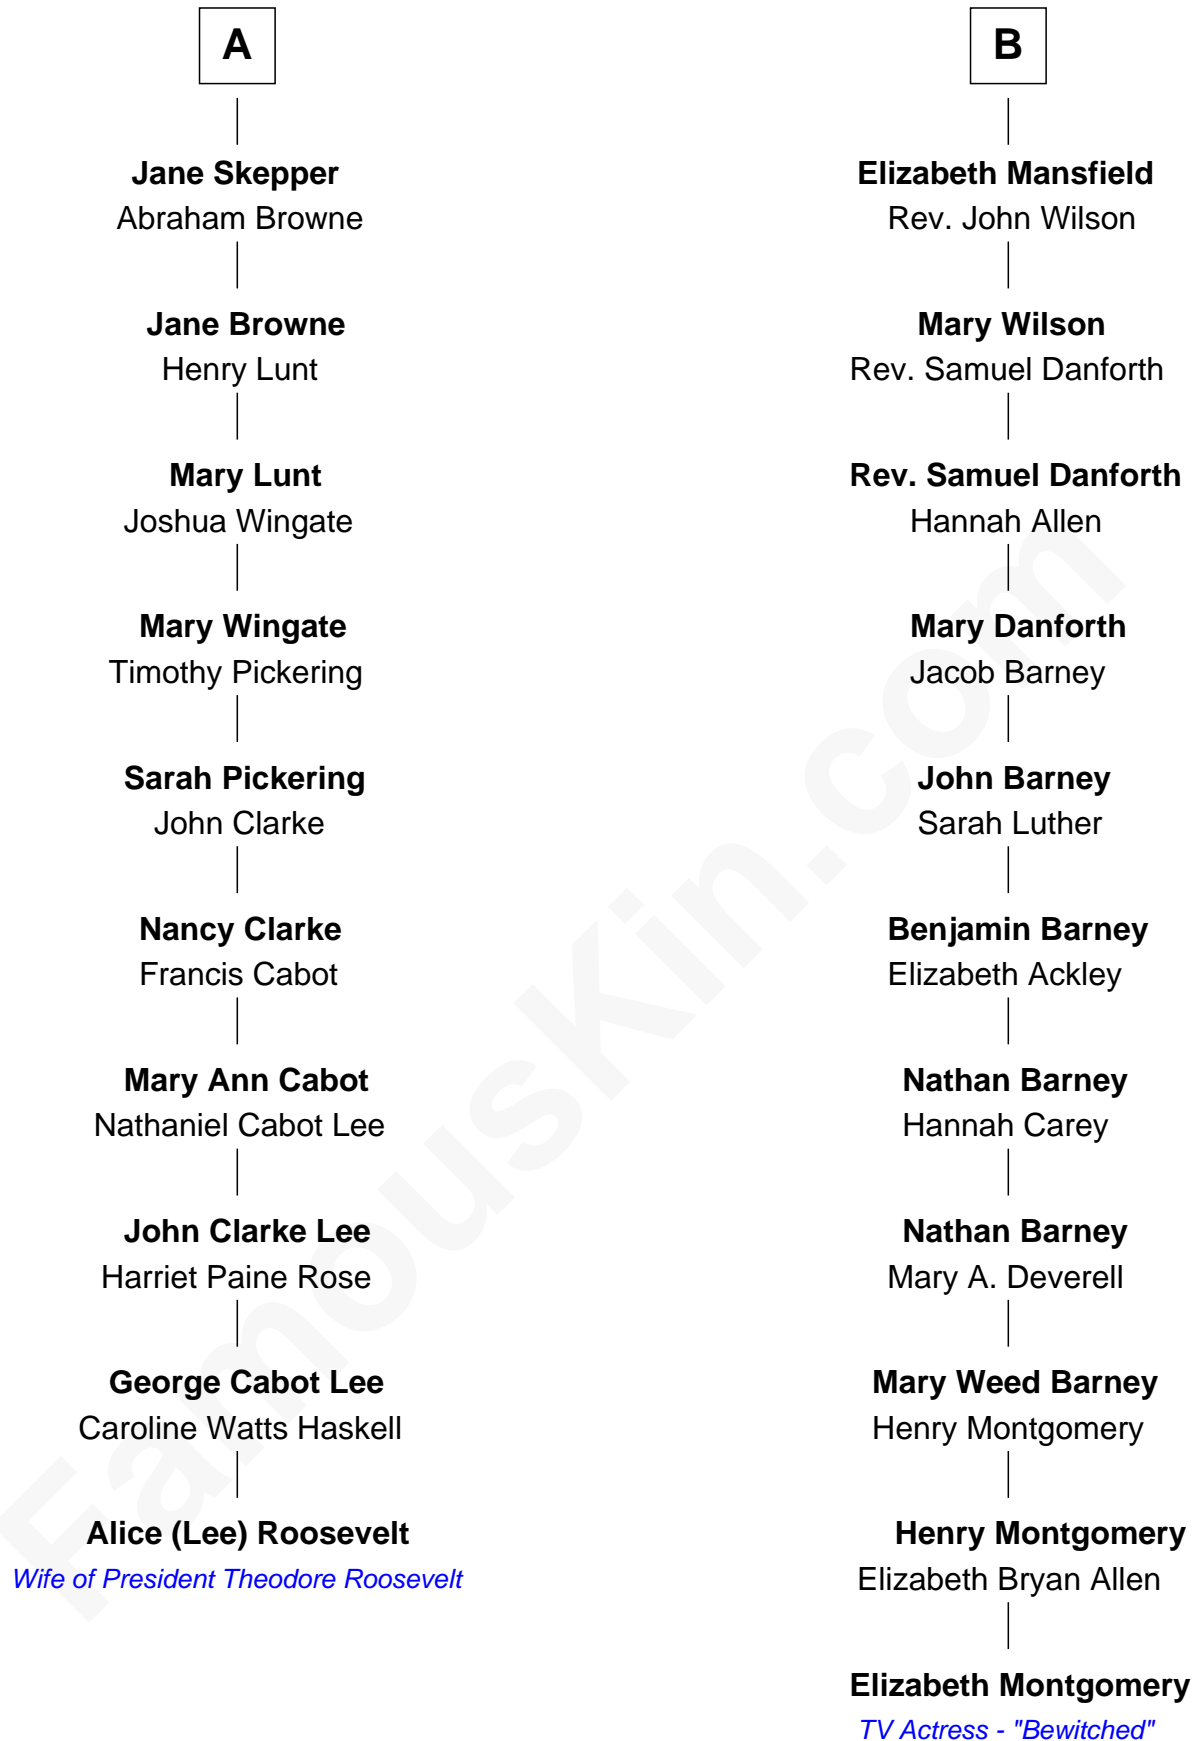 A
Jane Skepper
Abraham Browne
Jane Browne
Henry Lunt
Mary Lunt
Joshua Wingate
Mary Wingate
Timothy Pickering
Sarah Pickering
John Clarke
Nancy Clarke
Francis Cabot
Mary Ann Cabot
Nathaniel Cabot Lee
John Clarke Lee
Harriet Paine Rose
George Cabot Lee
Caroline Watts Haskell
Alice (Lee) Roosevelt
Wife of President Theodore Roosevelt
B
Elizabeth Mansfield
Rev. John Wilson
Mary Wilson
Rev. Samuel Danforth
Rev. Samuel Danforth
Hannah Allen
Mary Danforth
Jacob Barney
John Barney
Sarah Luther
Benjamin Barney
Elizabeth Ackley
Nathan Barney
Hannah Carey
Nathan Barney
Mary A. Deverell
Mary Weed Barney
Henry Montgomery
Henry Montgomery
Elizabeth Bryan Allen
Elizabeth Montgomery
TV Actress - "Bewitched"
FamousKin.com